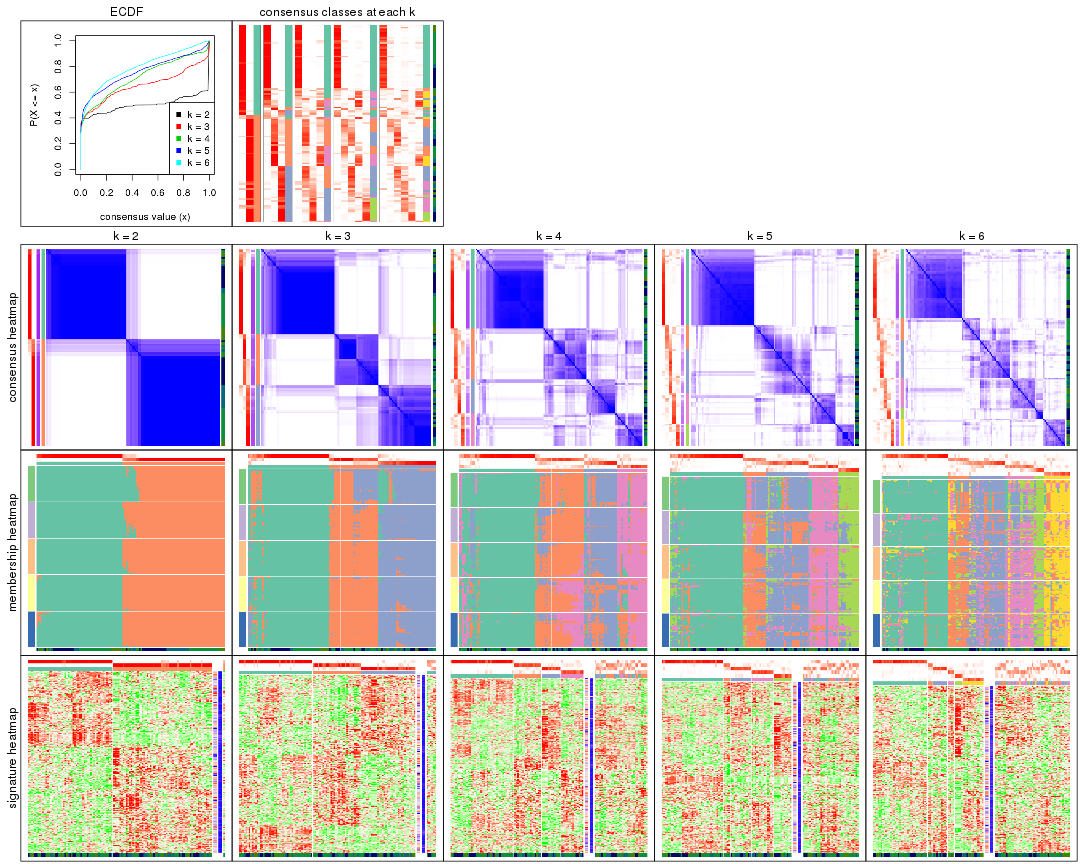 ECDF
consensus classes at each k
P(X <= x)
0.0 0.2 0.4 0.6 0.8 1.0
k = 2
k = 3
k = 4
k = 5
k = 6
0.0 0.2 0.4 0.6 0.8 1.0
consensus value (x)
k = 2
k = 3
k = 4
k = 5
k = 6
consensus heatmap
membership heatmap
signature heatmap